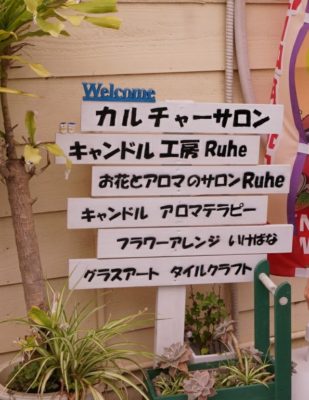 Welcome
カルチャーサロン
キャンドル工房 Ruhe
お花とアロマのサロン Ruhe
キャンドル アロマテラピー
フラワーアレンジ いけばな
グラスアート タイルクラフト